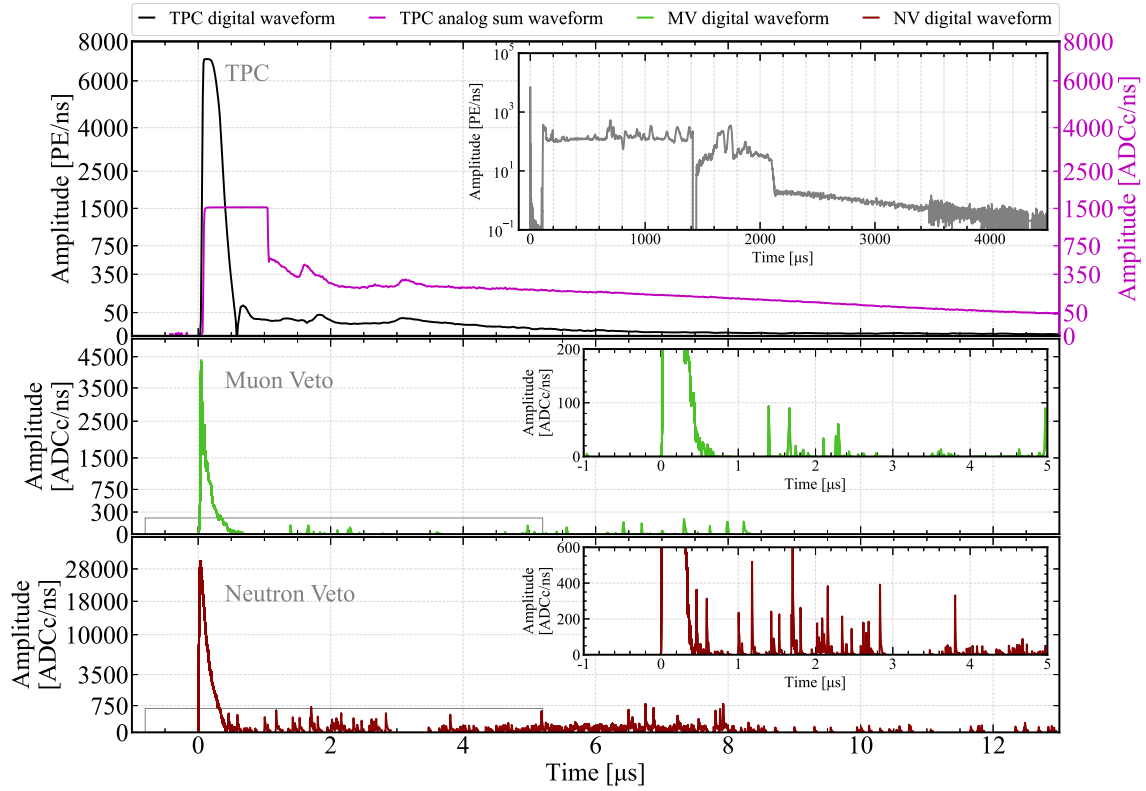 TPC digital waveform TPC analog sum waveform MV digital waveform NV digital waveform
TPC
Amplitude [PE/ns]
8000
6000
4000
2500
1500
750
350
50
0
Amplitude [ADCc/ns]
8000
6000
4000
2500
1500
750
350
50
0
Amplitude [PE/ns]
10^5
10^3
10^1
10^-1
0 1000 2000 3000 4000
Time [μs]
Muon Veto
Amplitude
[ADCc/ns]
4500
3500
2500
1500
750
300
0
Amplitude
[ADCc/ns]
200
100
0
-1 0 1 2 3 4 5
Time [μs]
Neutron Veto
Amplitude
[ADCc/ns]
28000
18000
10000
3500
750
0
Amplitude
[ADCc/ns]
600
400
200
0
-1 0 1 2 3 4 5
Time [μs]
0 2 4 6 8 10 12
Time [μs]